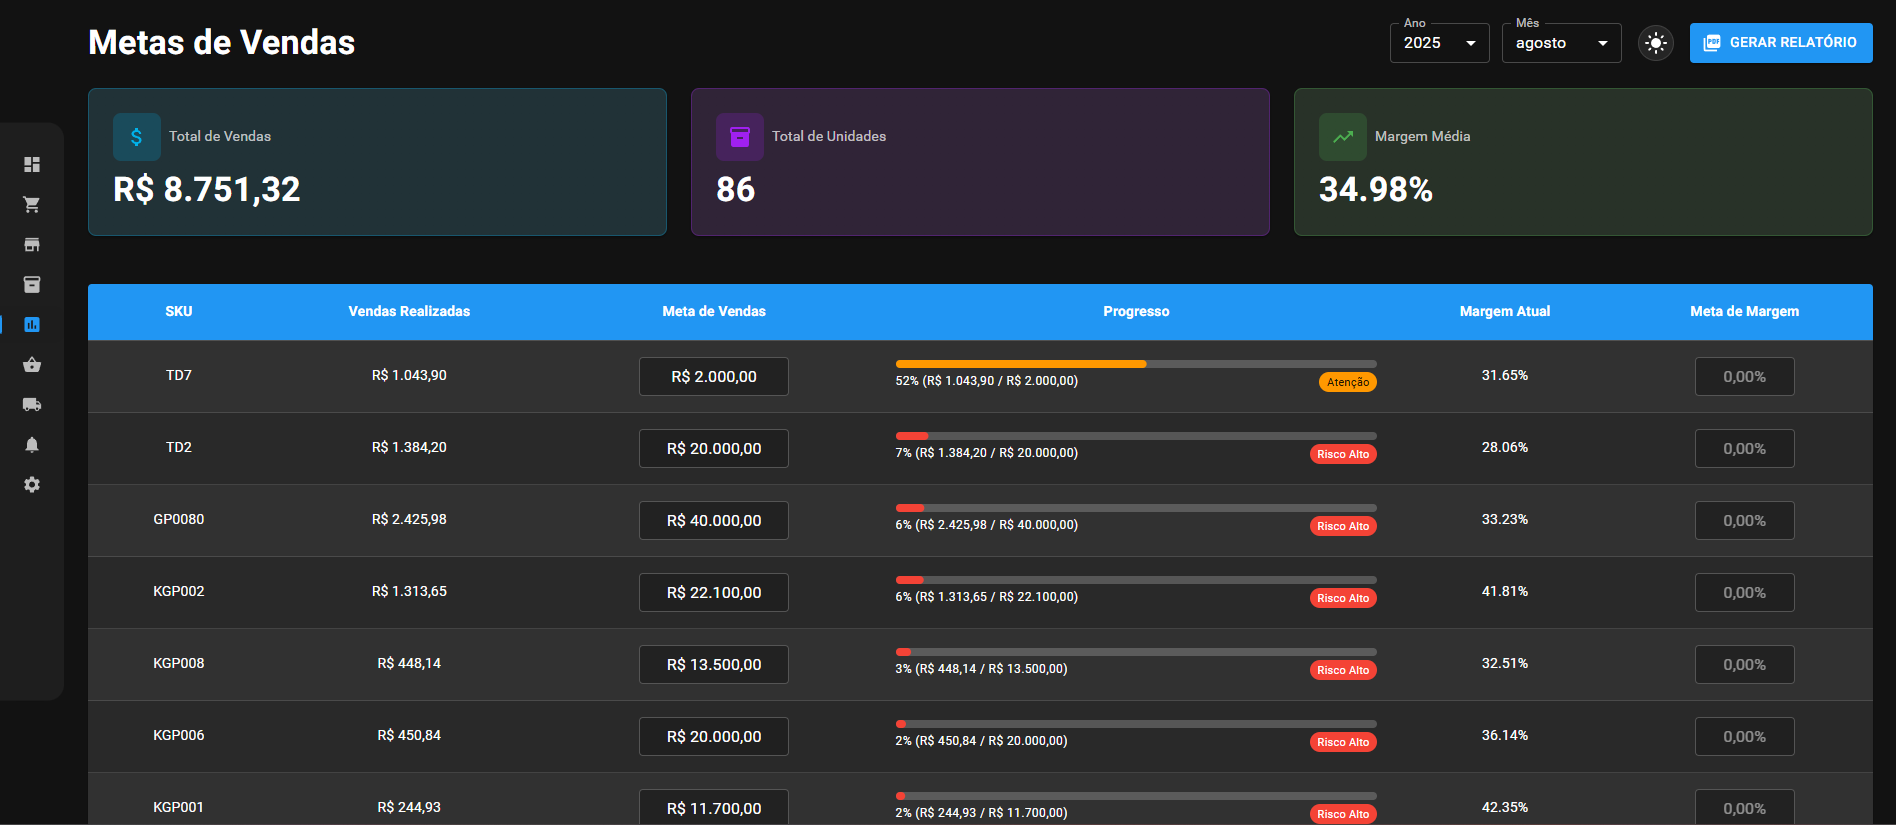 Metas de Vendas
Ano
2025
Mês
agosto
PDF
GERAR RELATÓRIO
$ Total de Vendas
R$ 8.751,32
Total de Unidades
86
Margem Média
34.98%
SKU Vendas Realizadas Meta de Vendas Progresso Margem Atual Meta de Margem
TD7 R$ 1.043,90 R$ 2.000,00 52% (R$ 1.043,90 / R$ 2.000,00) Atenção 31.65% 0,00%
TD2 R$ 1.384,20 R$ 20.000,00 7% (R$ 1.384,20 / R$ 20.000,00) Risco Alto 28.06% 0,00%
GP0080 R$ 2.425,98 R$ 40.000,00 6% (R$ 2.425,98 / R$ 40.000,00) Risco Alto 33.23% 0,00%
KGP002 R$ 1.313,65 R$ 22.100,00 6% (R$ 1.313,65 / R$ 22.100,00) Risco Alto 41.81% 0,00%
KGP008 R$ 448,14 R$ 13.500,00 3% (R$ 448,14 / R$ 13.500,00) Risco Alto 32.51% 0,00%
KGP006 R$ 450,84 R$ 20.000,00 2% (R$ 450,84 / R$ 20.000,00) Risco Alto 36.14% 0,00%
KGP001 R$ 244,93 R$ 11.700,00 2% (R$ 244,93 / R$ 11.700,00) Risco Alto 42.35% 0,00%